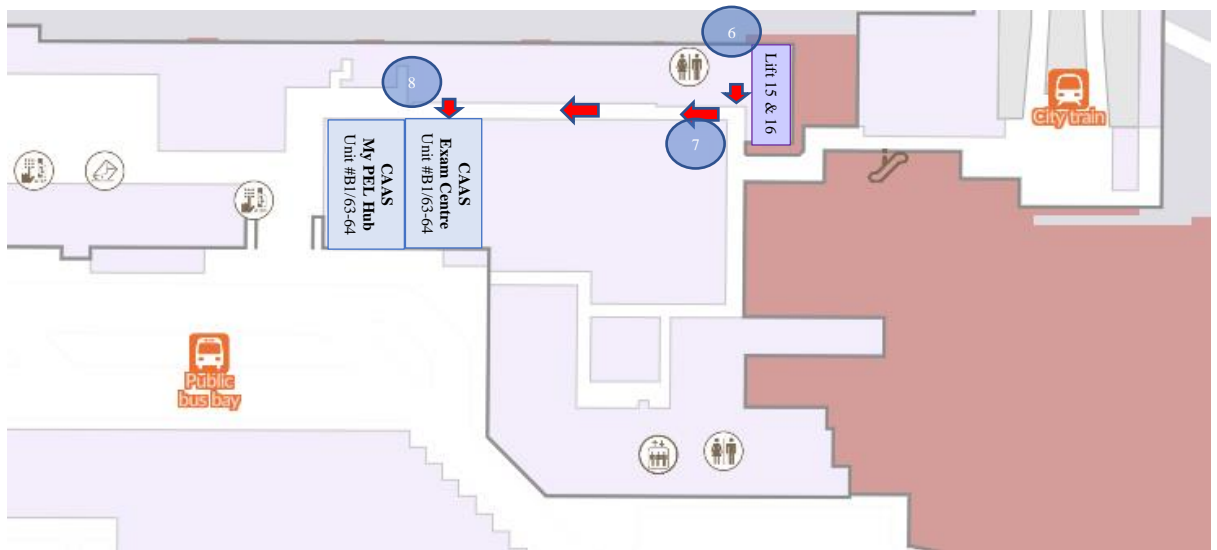 6
Lift 15 & 16
City train
7
8
CAAS
Exam Centre
Unit #B1/63-64
CAAS
My PEL Hub
Unit #B1/63-64
Public
bus bay